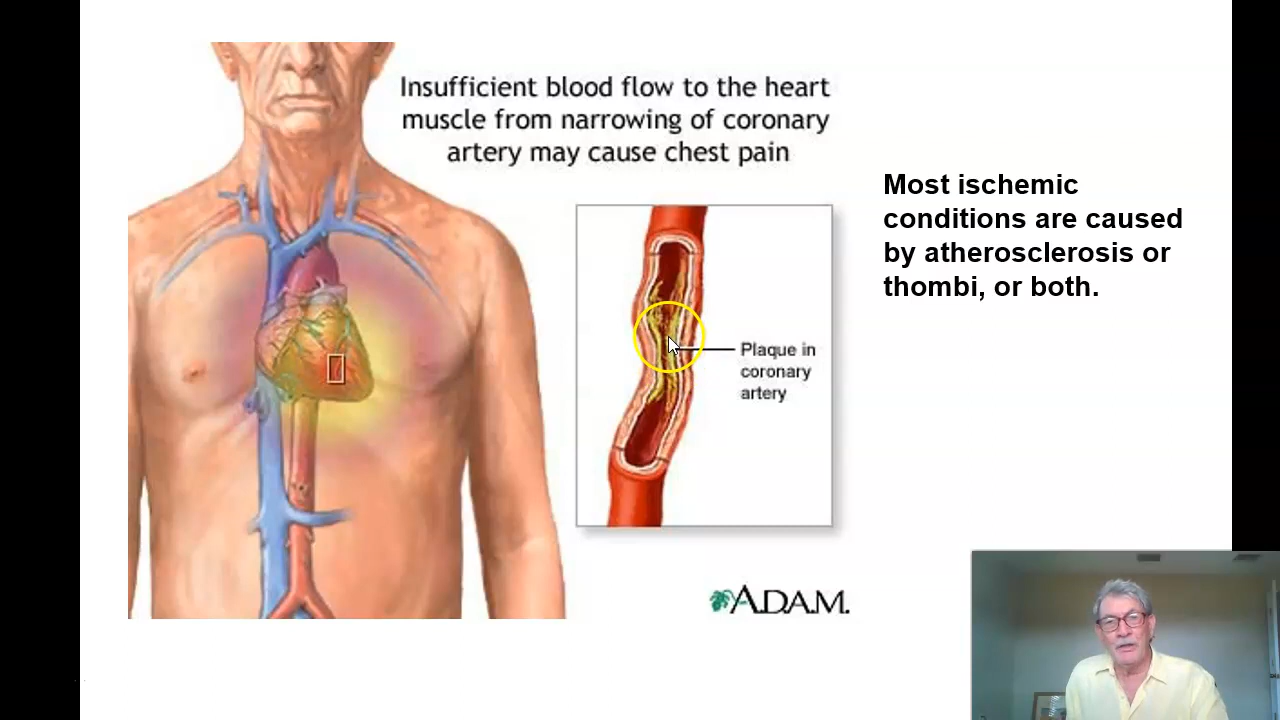 Insufficient blood flow to the heart
muscle from narrowing of coronary
artery may cause chest pain
Most ischemic
conditions are caused
by atherosclerosis or
thombi, or both.
Plaque in
coronary
artery
A.D.A.M.